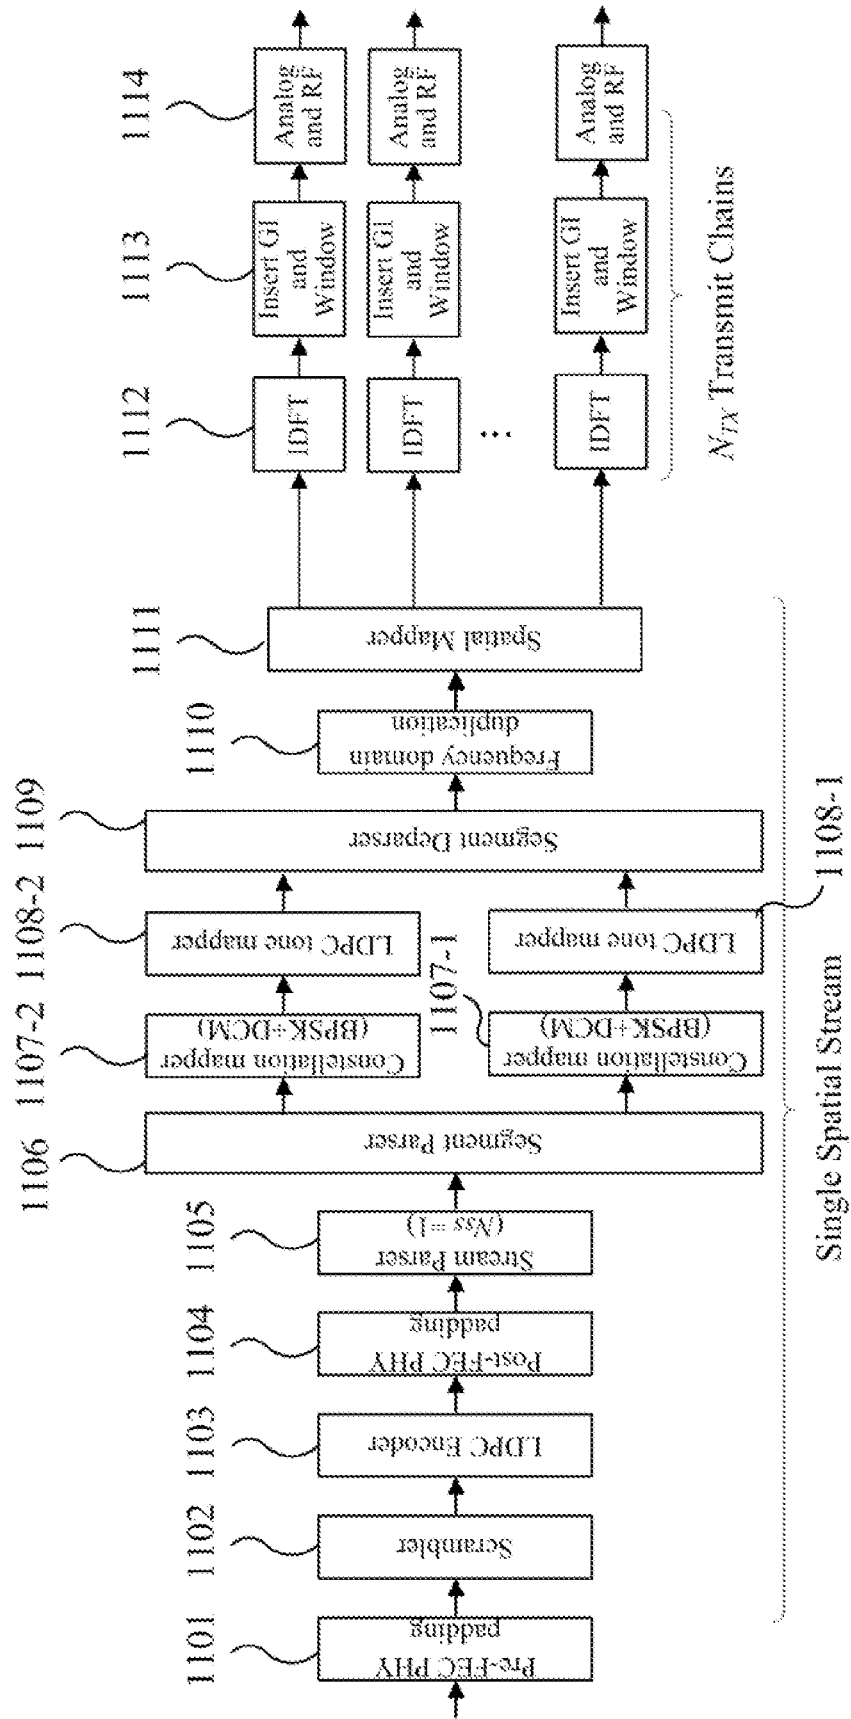 1101
Pre-FEC PHY
padding
1102
Scrambler
1103
LDPC Encoder
1104
Post-FEC PHY
padding
1105
Stream Parser
(Nss=1)
1106
Segment Parser
1107-2
Constellation mapper
(BPSK+DCM)
1107-1
Constellation mapper
(BPSK+DCM)
1108-2
LDPC tone mapper
LDPC tone mapper
1108-1
1109
Segment Deparser
1110
Frequency domain
duplication
1111
Spatial Mapper
1112
IDFT
IDFT
...
IDFT
1113
Insert GI
and
Window
Insert GI
and
Window
Insert GI
and
Window
1114
Analog
and RF
Analog
and RF
Analog
and RF
Single Spatial Stream
NTX Transmit Chains